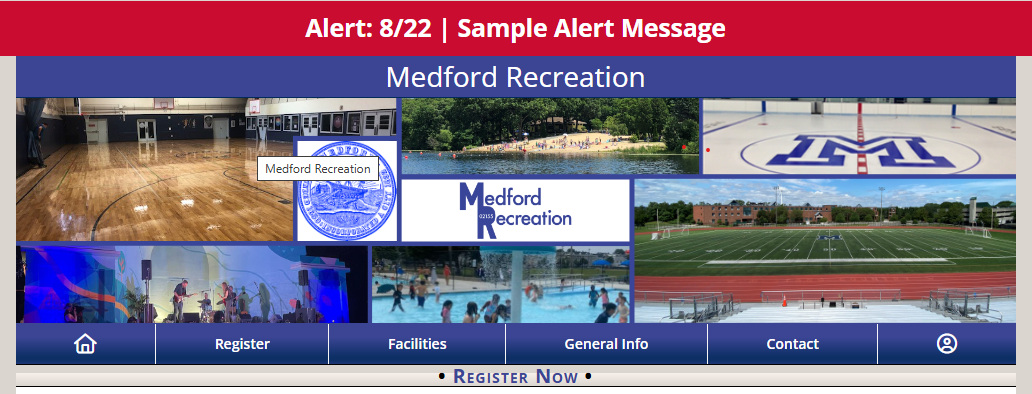 Alert: 8/22 | Sample Alert Message
Medford Recreation
Medford Recreation
MEDFORD
Medford
02155
Recreation
Register
Facilities
General Info
Contact
• Register Now •